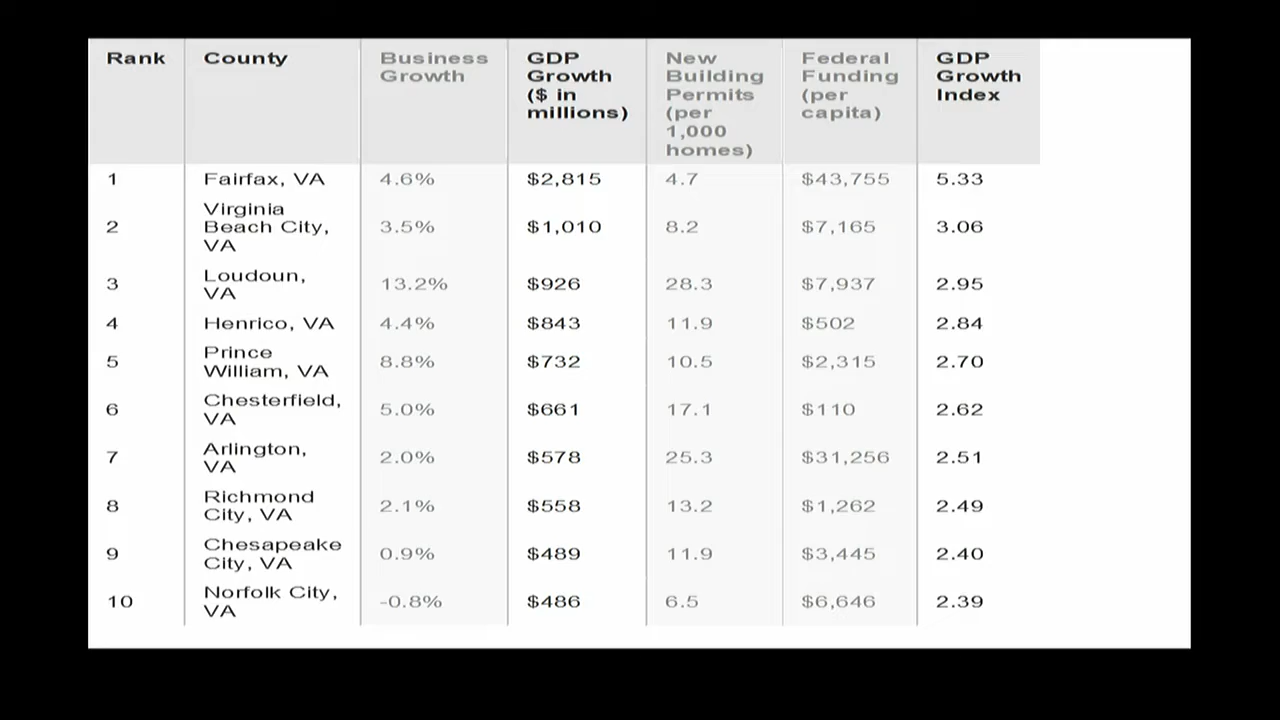 Rank County Business Growth GDP Growth ($ in millions) New Building Permits (per 1,000 homes) Federal Funding (per capita) GDP Growth Index
1 Fairfax, VA 4.6% $2,815 4.7 $43,755 5.33
2 Virginia Beach City, VA 3.5% $1,010 8.2 $7,165 3.06
3 Loudoun, VA 13.2% $926 28.3 $7,937 2.95
4 Henrico, VA 4.4% $843 11.9 $502 2.84
5 Prince William, VA 8.8% $732 10.5 $2,315 2.70
6 Chesterfield, VA 5.0% $661 17.1 $110 2.62
7 Arlington, VA 2.0% $578 25.3 $31,256 2.51
8 Richmond City, VA 2.1% $558 13.2 $1,262 2.49
9 Chesapeake City, VA 0.9% $489 11.9 $3,445 2.40
10 Norfolk City, VA -0.8% $486 6.5 $6,646 2.39